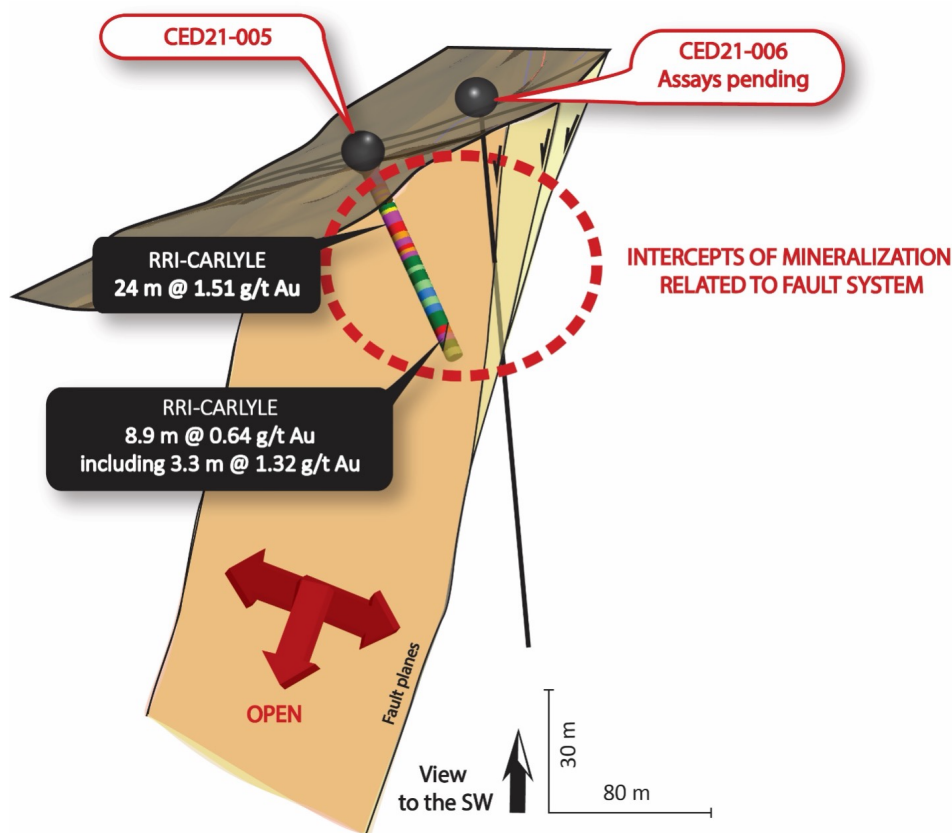 CED21-005
CED21-006
Assays pending
RRI-CARLYLE
24 m @ 1.51 g/t Au
INTERCEPTS OF MINERALIZATION
RELATED TO FAULT SYSTEM
RRI-CARLYLE
8.9 m @ 0.64 g/t Au
including 3.3 m @ 1.32 g/t Au
OPEN
Fault planes
View
to the SW
30 m
80 m